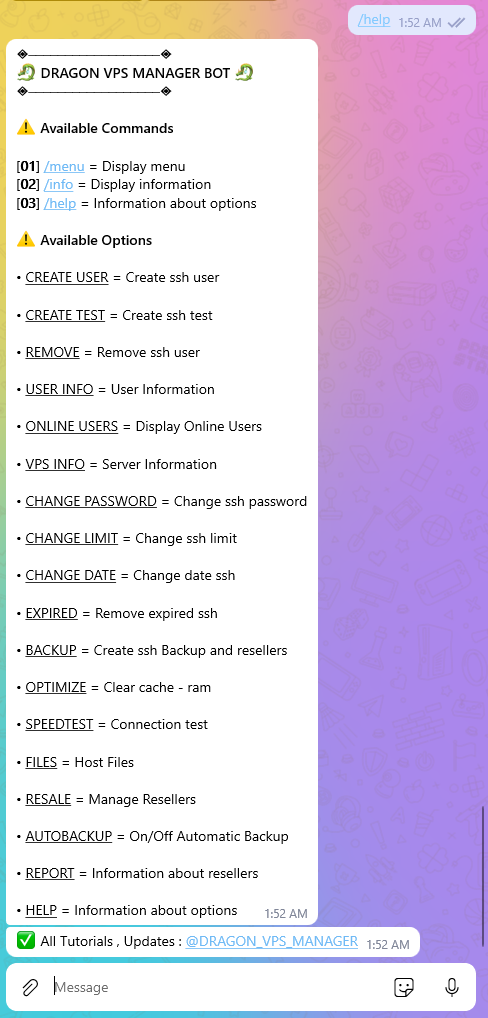 /help 1:52 AM
◈─────────────────◈
🐉 DRAGON VPS MANAGER BOT 🐉
◈─────────────────◈
⚠️ Available Commands
[01] /menu = Display menu
[02] /info = Display information
[03] /help = Information about options
⚠️ Available Options
• CREATE USER = Create ssh user
• CREATE TEST = Create ssh test
• REMOVE = Remove ssh user
• USER INFO = User Information
• ONLINE USERS = Display Online Users
• VPS INFO = Server Information
• CHANGE PASSWORD = Change ssh password
• CHANGE LIMIT = Change ssh limit
• CHANGE DATE = Change date ssh
• EXPIRED = Remove expired ssh
• BACKUP = Create ssh Backup and resellers
• OPTIMIZE = Clear cache - ram
• SPEEDTEST = Connection test
• FILES = Host Files
• RESALE = Manage Resellers
• AUTOBACKUP = On/Off Automatic Backup
• REPORT = Information about resellers
• HELP = Information about options 1:52 AM
✅ All Tutorials , Updates : @DRAGON_VPS_MANAGER 1:52 AM
Message